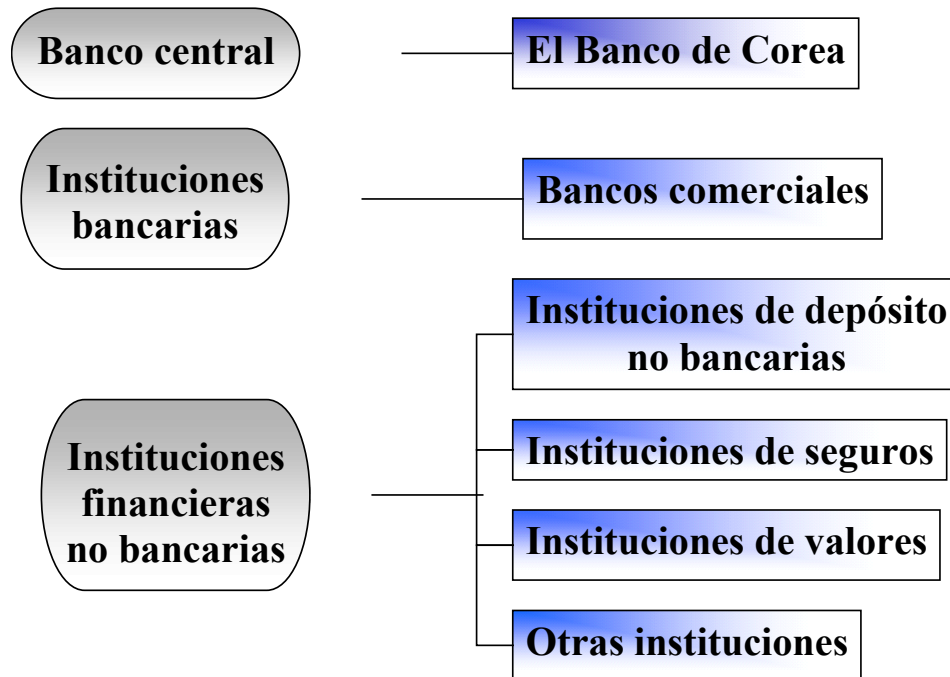 Banco central
El Banco de Corea
Instituciones
bancarias
Bancos comerciales
Instituciones
financieras
no bancarias
Instituciones de depósito
no bancarias
Instituciones de seguros
Instituciones de valores
Otras instituciones